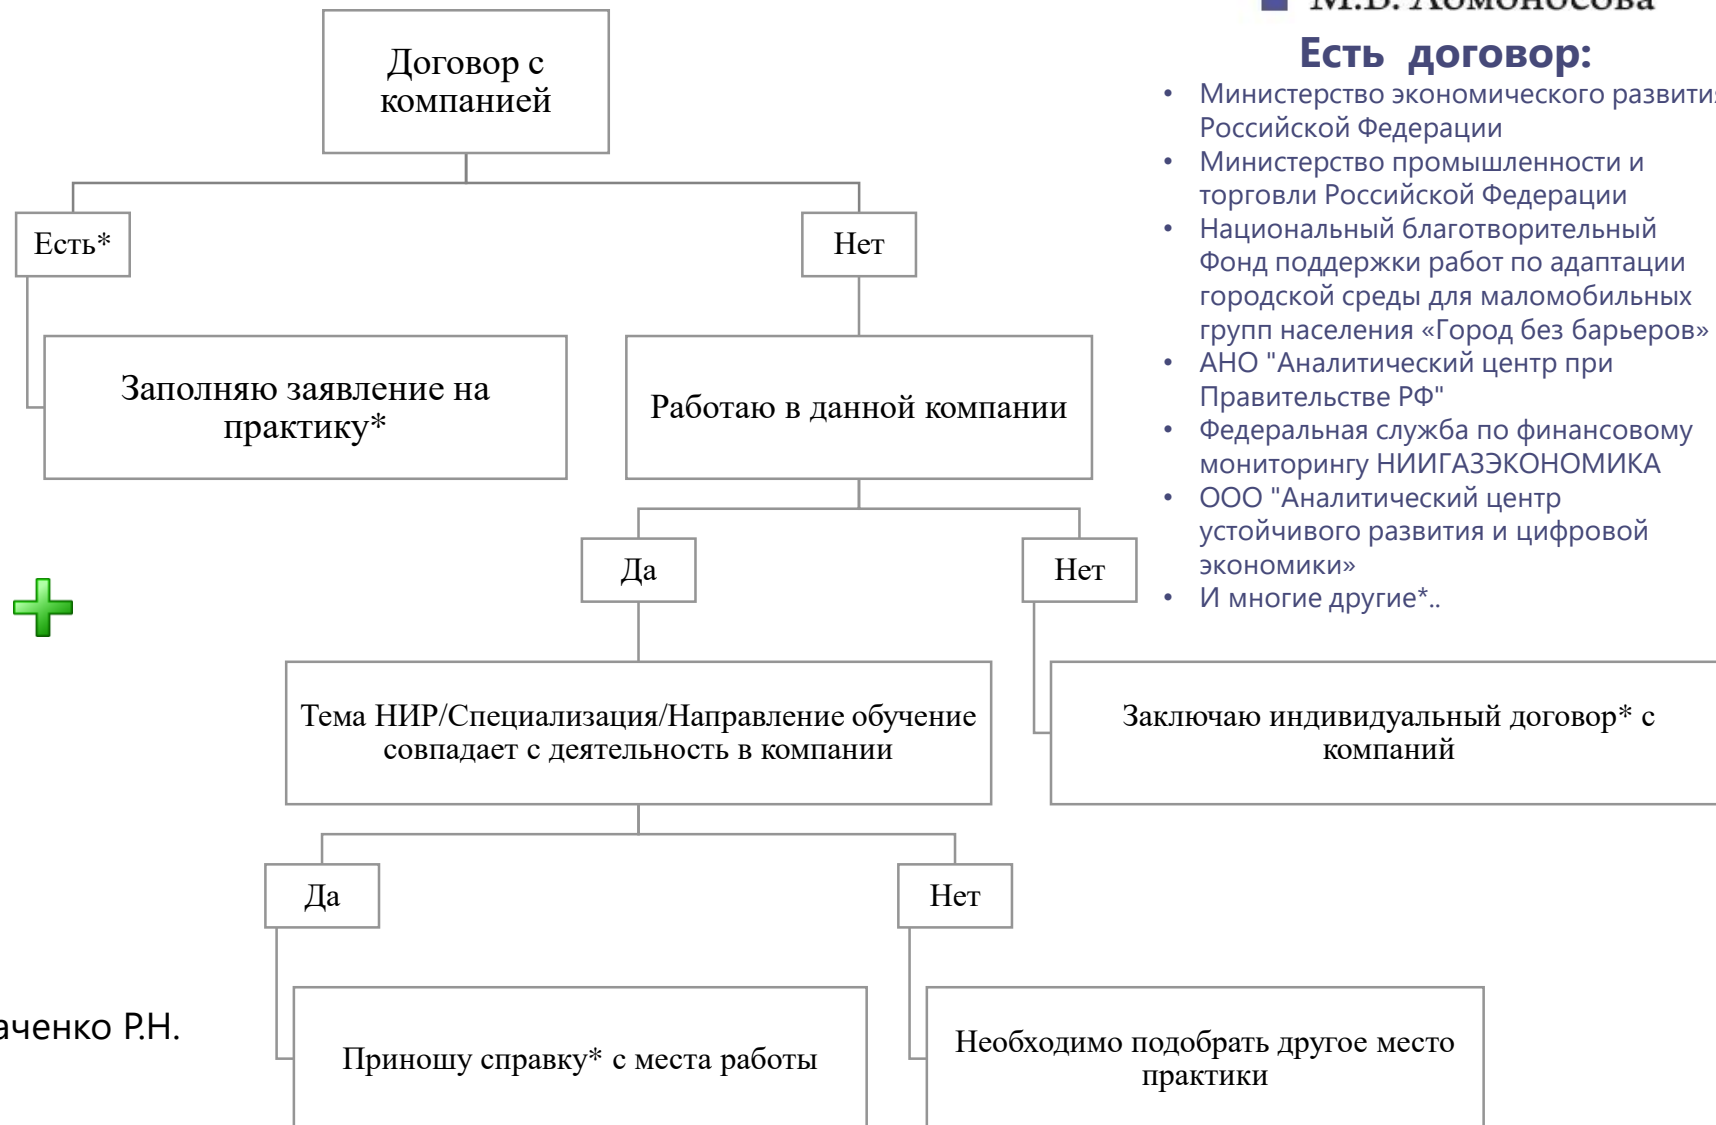 Договор с
компанией
Есть*
Нет
Заполняю заявление на
практику*
Работаю в данной компании
Да
Нет
Тема НИР/Специализация/Направление обучение
совпадает с деятельность в компании
Заключаю индивидуальный договор* с
компаний
Да
Нет
Приношу справку* с места работы
Необходимо подобрать другое место
практики
аченко Р.Н.
М.В. Ломоносова
Есть договор:
• Министерство экономического развития
Российской Федерации
• Министерство промышленности и
торговли Российской Федерации
• Национальный благотворительный
Фонд поддержки работ по адаптации
городской среды для маломобильных
групп населения «Город без барьеров»
• АНО "Аналитический центр при
Правительстве РФ"
• Федеральная служба по финансовому
мониторингу НИИГАЗЭКОНОМИКА
• ООО "Аналитический центр
устойчивого развития и цифровой
экономики»
• И многие другие*..